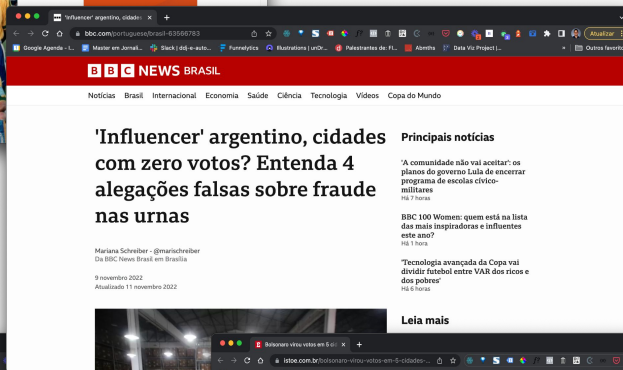 'Influencer' argentino, cidade
bbc.com/portuguese/brasil-63566783
Atualizar
Google Agenda - I...
Master em Jornali...
Slack | ddj-e-auto...
Funnelytics
Illustrations | unDr...
Palestrantes de: Fl...
Abmlhs
Data Viz Project |...
»
Outros favorito
BBC NEWS BRASIL
Notícias Brasil Internacional Economia Saúde Ciência Tecnologia Vídeos Copa do Mundo
'Influencer' argentino, cidades
com zero votos? Entenda 4
alegações falsas sobre fraude
nas urnas
Mariana Schreiber - @marischreiber
Da BBC News Brasil em Brasília
9 novembro 2022
Atualizado 11 novembro 2022
Principais notícias
'A comunidade não vai aceitar': os
planos do governo Lula de encerrar
programa de escolas cívico-
militares
Há 7 horas
BBC 100 Women: quem está na lista
das mais inspiradoras e influentes
este ano?
Há 1 hora
'Tecnologia avançada da Copa vai
dividir futebol entre VAR dos ricos e
dos pobres'
Há 6 horas
Leia mais
Bolsonaro virou votos em 5 cid
istoe.com.br/bolsonaro-virou-votos-em-5-cidades-...